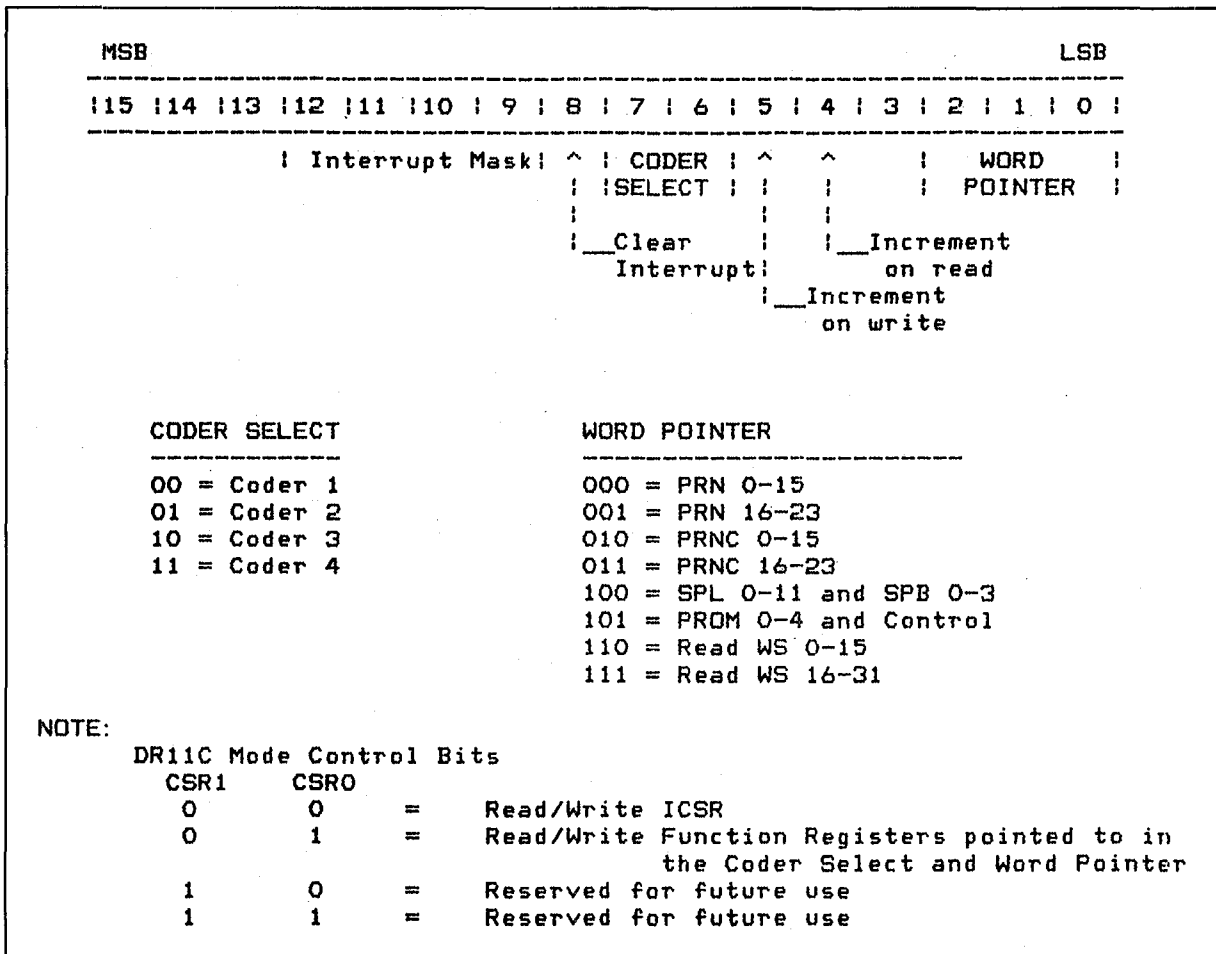 MSB LSB
|15 |14 |13 |12 |11 |10 | 9 | 8 | 7 | 6 | 5 | 4 | 3 | 2 | 1 | 0 |
| Interrupt Mask| ^ | CODER | ^ ^ | WORD |
| |SELECT | | | | POINTER |
| | |
|__Clear | |__Increment
Interrupt| on read
|__Increment
on write
CODER SELECT WORD POINTER
------------- ------------------------
00 = Coder 1 000 = PRN 0-15
01 = Coder 2 001 = PRN 16-23
10 = Coder 3 010 = PRNC 0-15
11 = Coder 4 011 = PRNC 16-23
100 = SPL 0-11 and SPB 0-3
101 = PROM 0-4 and Control
110 = Read WS 0-15
111 = Read WS 16-31
NOTE:
DR11C Mode Control Bits
CSR1 CSR0
0 0 = Read/Write ICSR
0 1 = Read/Write Function Registers pointed to in
the Coder Select and Word Pointer
1 0 = Reserved for future use
1 1 = Reserved for future use